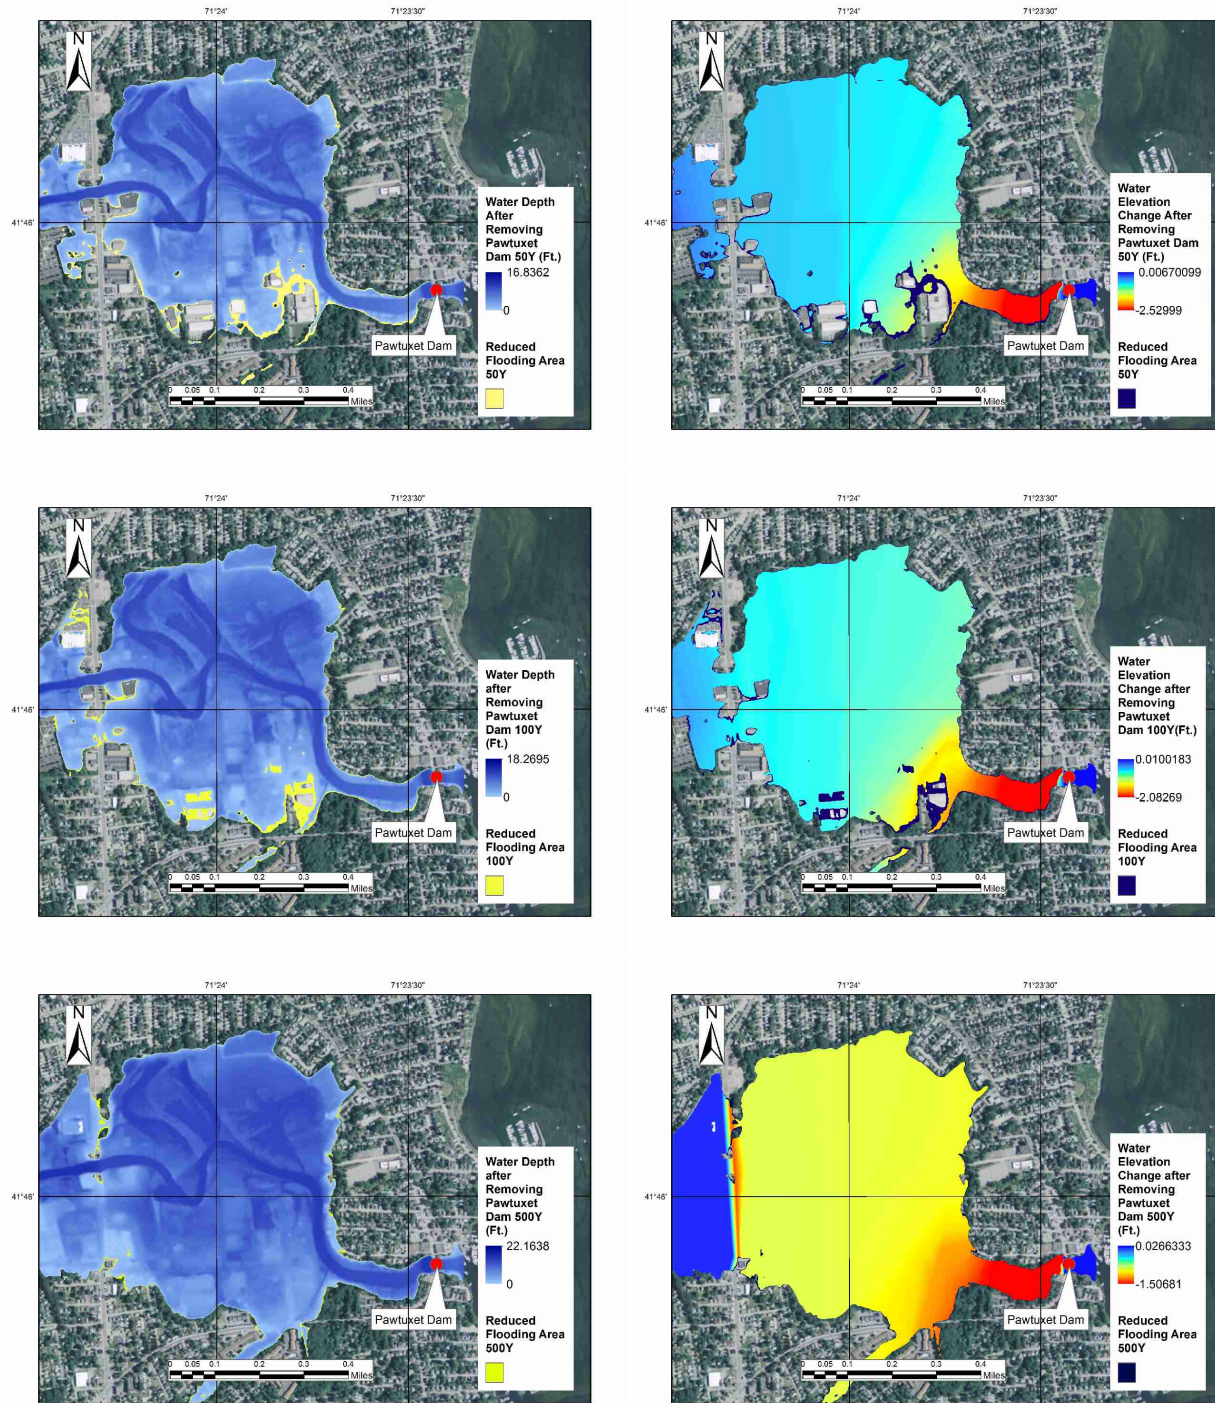 71°24'
71°23'30"
N
41°46'
Water Depth
After
Removing
Pawtuxet
Dam 50Y (Ft.)
16.8362
0
Reduced
Flooding Area
50Y
Pawtuxet Dam
0 0.05 0.1 0.2 0.3 0.4
Miles
71°24'
71°23'30"
N
41°46'
Water
Elevation
Change After
Removing
Pawtuxet Dam
50Y (Ft.)
0.00670099
-2.52999
Reduced
Flooding Area
50Y
Pawtuxet Dam
0 0.05 0.1 0.2 0.3 0.4
Miles
71°24'
71°23'30"
N
41°46'
Water Depth
after
Removing
Pawtuxet
Dam 100Y
(Ft.)
18.2695
0
Reduced
Flooding Area
100Y
Pawtuxet Dam
0 0.05 0.1 0.2 0.3 0.4
Miles
71°24'
71°23'30"
N
Water
Elevation
Change after
Removing
Pawtuxet
Dam 100Y(Ft.)
0.0100183
-2.08269
Reduced
Flooding Area
100Y
Pawtuxet Dam
0 0.05 0.1 0.2 0.3 0.4
Miles
71°24'
71°23'30"
N
41°46'
Water Depth
after
Removing
Pawtuxet
Dam 500Y
(Ft.)
22.1638
0
Reduced
Flooding Area
500Y
Pawtuxet Dam
0 0.05 0.1 0.2 0.3 0.4
Miles
71°24'
71°23'30"
N
41°46'
Water
Elevation
Change after
Removing
Pawtuxet
Dam 500Y
(Ft.)
0.0266333
-1.50681
Reduced
Flooding Area
500Y
Pawtuxet Dam
0 0.05 0.1 0.2 0.3 0.4
Miles